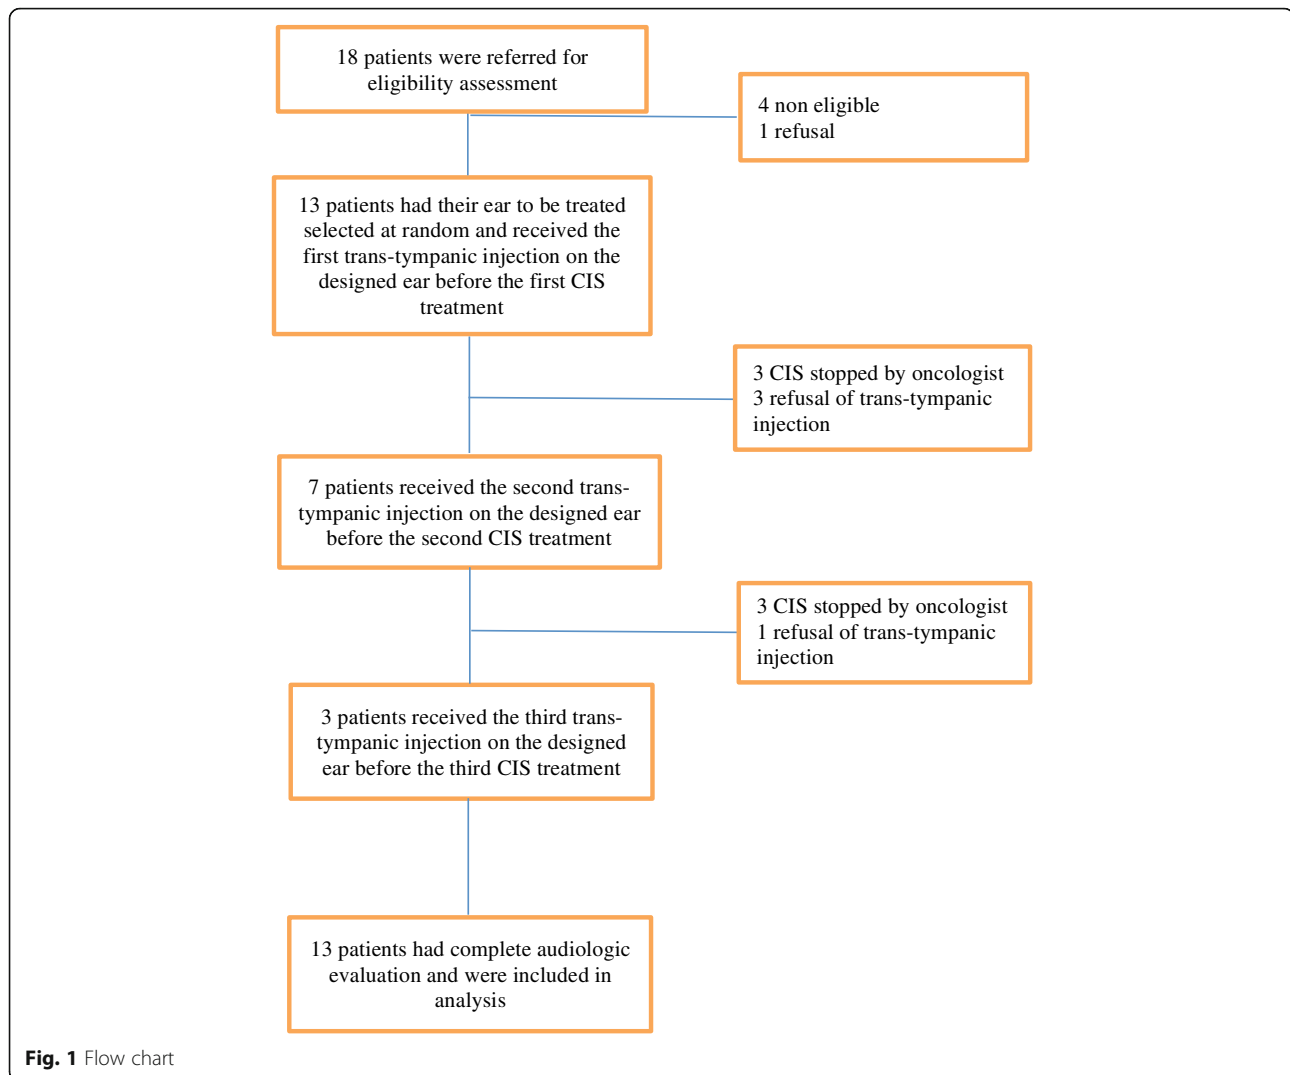 18 patients were referred for
eligibility assessment
4 non eligible
1 refusal
13 patients had their ear to be treated
selected at random and received the
first trans-tympanic injection on the
designed ear before the first CIS
treatment
3 CIS stopped by oncologist
3 refusal of trans-tympanic
injection
7 patients received the second trans-
tympanic injection on the designed ear
before the second CIS treatment
3 CIS stopped by oncologist
1 refusal of trans-tympanic
injection
3 patients received the third trans-
tympanic injection on the designed
ear before the third CIS treatment
13 patients had complete audiologic
evaluation and were included in
analysis
Fig. 1 Flow chart